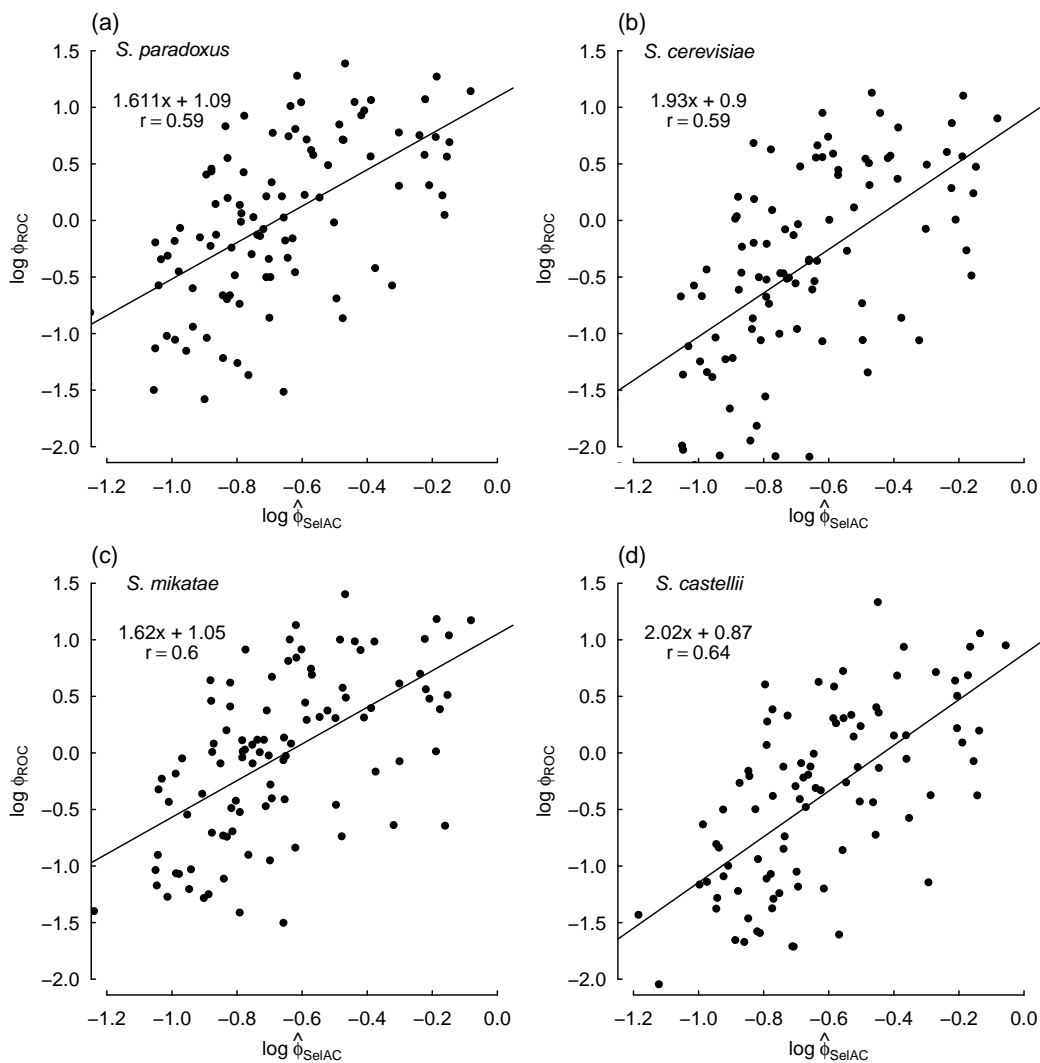 (a)
S. paradoxus
1.611x + 1.09
r = 0.59
1.5
1.0
0.5
0.0
−0.5
−1.0
−1.5
−2.0
log ϕROC
−1.2 −1.0 −0.8 −0.6 −0.4 −0.2 0.0
log ϕ̂SelAC
(b)
S. cerevisiae
1.93x + 0.9
r = 0.59
1.5
1.0
0.5
0.0
−0.5
−1.0
−1.5
−2.0
log ϕROC
−1.2 −1.0 −0.8 −0.6 −0.4 −0.2 0.0
log ϕ̂SelAC
(c)
S. mikatae
1.62x + 1.05
r = 0.6
1.5
1.0
0.5
0.0
−0.5
−1.0
−1.5
−2.0
log ϕROC
−1.2 −1.0 −0.8 −0.6 −0.4 −0.2 0.0
log ϕ̂SelAC
(d)
S. castellii
2.02x + 0.87
r = 0.64
1.5
1.0
0.5
0.0
−0.5
−1.0
−1.5
−2.0
log ϕROC
−1.2 −1.0 −0.8 −0.6 −0.4 −0.2 0.0
log ϕ̂SelAC